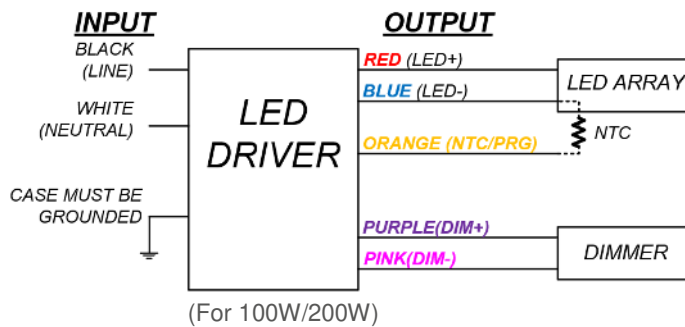 INPUT
OUTPUT
BLACK
(LINE)
WHITE
(NEUTRAL)
CASE MUST BE
GROUNDED
LED
DRIVER
RED (LED+)
BLUE (LED-)
ORANGE (NTC/PRG)
PURPLE(DIM+)
PINK(DIM-)
LED ARRAY
NTC
DIMMER
(For 100W/200W)